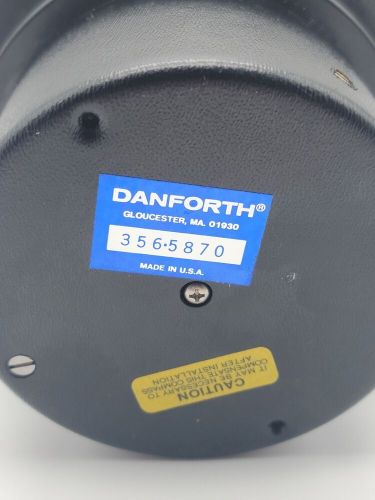 DANFORTH®
GLOUCESTER, MA. 01930
356·5870
MADE IN U.S.A.
CAUTION
IT MAY BE NECESSARY TO
COMPENSATE THIS COMPASS
AFTER INSTALLATION